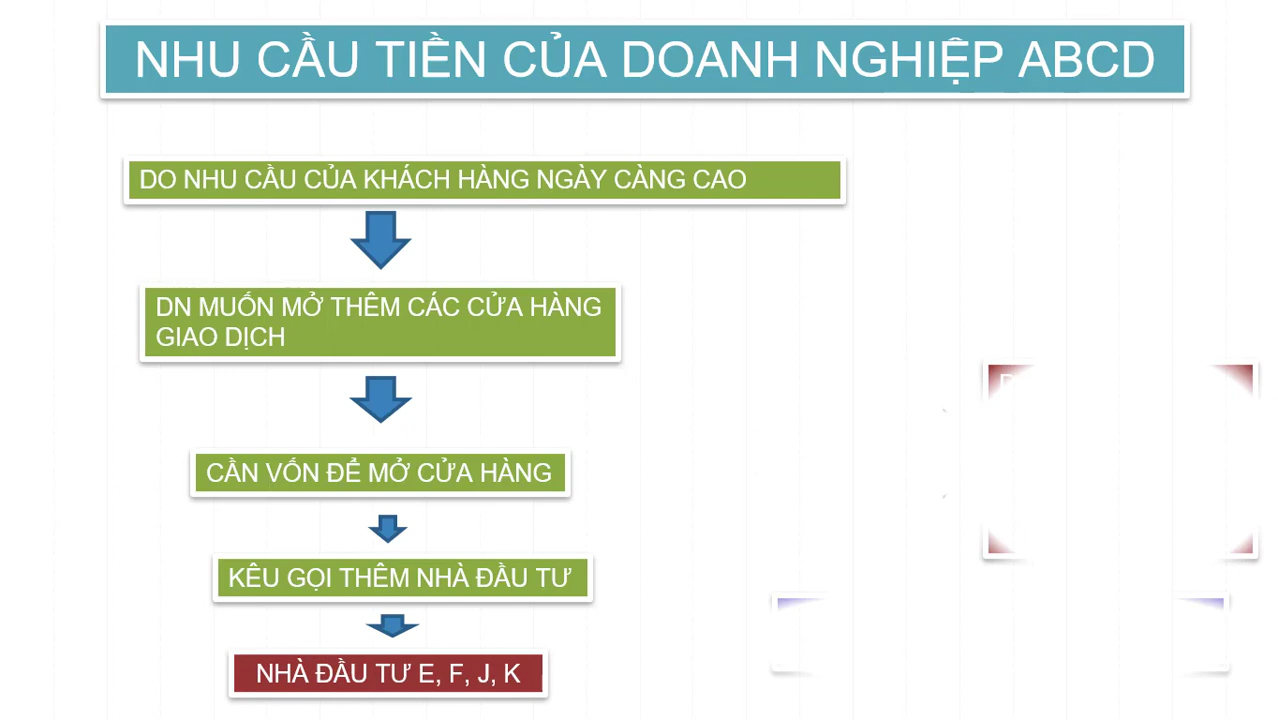 NHU CẦU TIỀN CỦA DOANH NGHIỆP ABCD
DO NHU CẦU CỦA KHÁCH HÀNG NGÀY CÀNG CAO
DN MUỐN MỞ THÊM CÁC CỬA HÀNG
GIAO DỊCH
CẦN VỐN ĐỂ MỞ CỬA HÀNG
KÊU GỌI THÊM NHÀ ĐẦU TƯ
NHÀ ĐẦU TƯ E, F, J, K